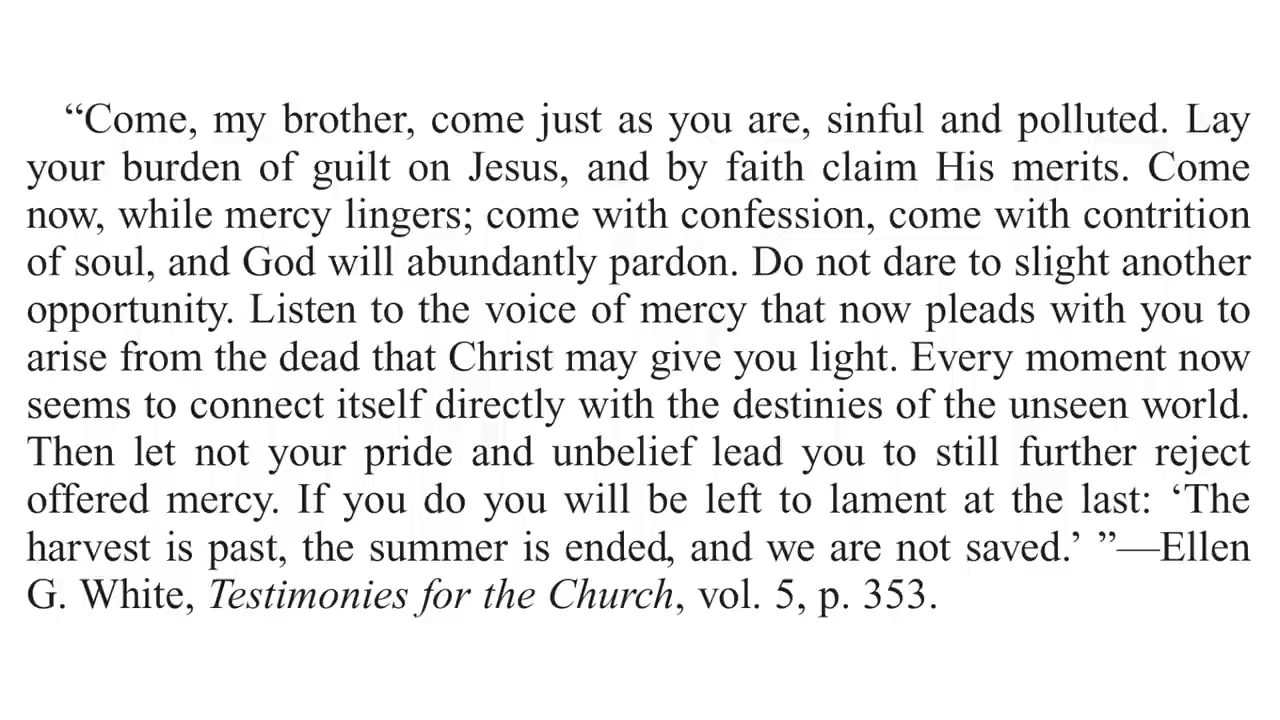 “Come, my brother, come just as you are, sinful and polluted. Lay
your burden of guilt on Jesus, and by faith claim His merits. Come
now, while mercy lingers; come with confession, come with contrition
of soul, and God will abundantly pardon. Do not dare to slight another
opportunity. Listen to the voice of mercy that now pleads with you to
arise from the dead that Christ may give you light. Every moment now
seems to connect itself directly with the destinies of the unseen world.
Then let not your pride and unbelief lead you to still further reject
offered mercy. If you do you will be left to lament at the last: ‘The
harvest is past, the summer is ended, and we are not saved.’ ”—Ellen
G. White, Testimonies for the Church, vol. 5, p. 353.